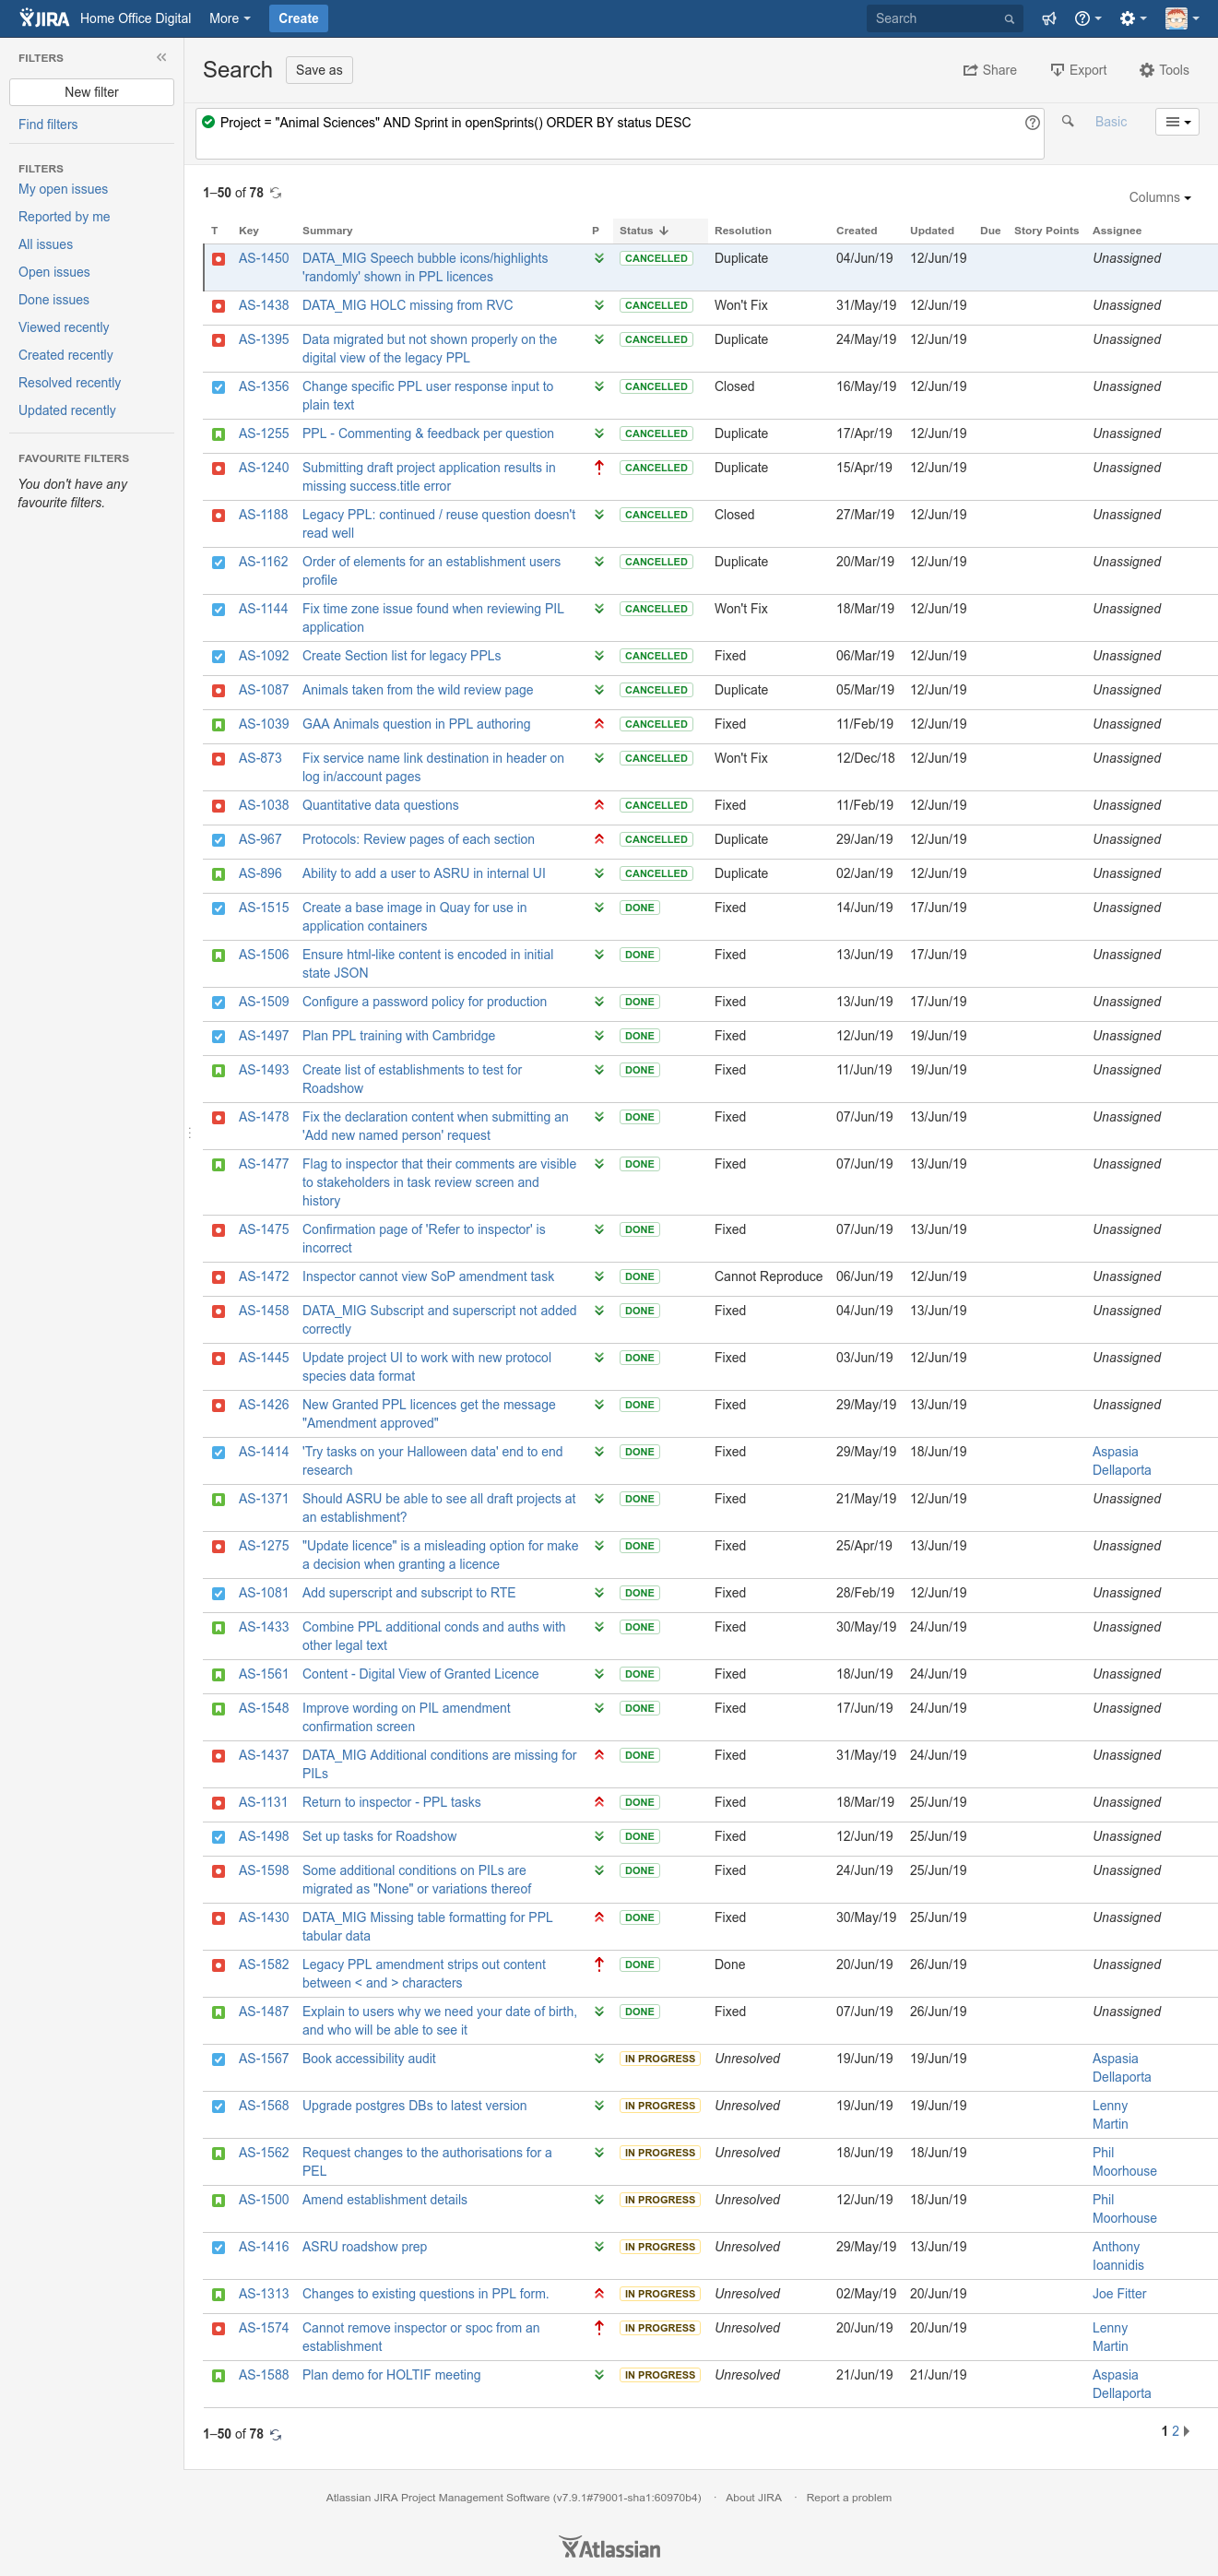 JIRA Home Office Digital More Create Search
FILTERS
New filter
Find filters
FILTERS
My open issues
Reported by me
All issues
Open issues
Done issues
Viewed recently
Created recently
Resolved recently
Updated recently
FAVOURITE FILTERS
You don't have any
favourite filters.
Search Save as Share Export Tools
Project = "Animal Sciences" AND Sprint in openSprints() ORDER BY status DESC Basic
1–50 of 78
Columns
T Key Summary P Status Resolution Created Updated Due Story Points Assignee
AS-1450 DATA_MIG Speech bubble icons/highlights CANCELLED Duplicate 04/Jun/19 12/Jun/19 Unassigned
'randomly' shown in PPL licences
AS-1438 DATA_MIG HOLC missing from RVC CANCELLED Won't Fix 31/May/19 12/Jun/19 Unassigned
AS-1395 Data migrated but not shown properly on the CANCELLED Duplicate 24/May/19 12/Jun/19 Unassigned
digital view of the legacy PPL
AS-1356 Change specific PPL user response input to CANCELLED Closed 16/May/19 12/Jun/19 Unassigned
plain text
AS-1255 PPL - Commenting & feedback per question CANCELLED Duplicate 17/Apr/19 12/Jun/19 Unassigned
AS-1240 Submitting draft project application results in CANCELLED Duplicate 15/Apr/19 12/Jun/19 Unassigned
missing success.title error
AS-1188 Legacy PPL: continued / reuse question doesn't CANCELLED Closed 27/Mar/19 12/Jun/19 Unassigned
read well
AS-1162 Order of elements for an establishment users CANCELLED Duplicate 20/Mar/19 12/Jun/19 Unassigned
profile
AS-1144 Fix time zone issue found when reviewing PIL CANCELLED Won't Fix 18/Mar/19 12/Jun/19 Unassigned
application
AS-1092 Create Section list for legacy PPLs CANCELLED Fixed 06/Mar/19 12/Jun/19 Unassigned
AS-1087 Animals taken from the wild review page CANCELLED Duplicate 05/Mar/19 12/Jun/19 Unassigned
AS-1039 GAA Animals question in PPL authoring CANCELLED Fixed 11/Feb/19 12/Jun/19 Unassigned
AS-873 Fix service name link destination in header on CANCELLED Won't Fix 12/Dec/18 12/Jun/19 Unassigned
log in/account pages
AS-1038 Quantitative data questions CANCELLED Fixed 11/Feb/19 12/Jun/19 Unassigned
AS-967 Protocols: Review pages of each section CANCELLED Duplicate 29/Jan/19 12/Jun/19 Unassigned
AS-896 Ability to add a user to ASRU in internal UI CANCELLED Duplicate 02/Jan/19 12/Jun/19 Unassigned
AS-1515 Create a base image in Quay for use in DONE Fixed 14/Jun/19 17/Jun/19 Unassigned
application containers
AS-1506 Ensure html-like content is encoded in initial DONE Fixed 13/Jun/19 17/Jun/19 Unassigned
state JSON
AS-1509 Configure a password policy for production DONE Fixed 13/Jun/19 17/Jun/19 Unassigned
AS-1497 Plan PPL training with Cambridge DONE Fixed 12/Jun/19 19/Jun/19 Unassigned
AS-1493 Create list of establishments to test for DONE Fixed 11/Jun/19 19/Jun/19 Unassigned
Roadshow
AS-1478 Fix the declaration content when submitting an DONE Fixed 07/Jun/19 13/Jun/19 Unassigned
'Add new named person' request
AS-1477 Flag to inspector that their comments are visible DONE Fixed 07/Jun/19 13/Jun/19 Unassigned
to stakeholders in task review screen and
history
AS-1475 Confirmation page of 'Refer to inspector' is DONE Fixed 07/Jun/19 13/Jun/19 Unassigned
incorrect
AS-1472 Inspector cannot view SoP amendment task DONE Cannot Reproduce 06/Jun/19 12/Jun/19 Unassigned
AS-1458 DATA_MIG Subscript and superscript not added DONE Fixed 04/Jun/19 13/Jun/19 Unassigned
correctly
AS-1445 Update project UI to work with new protocol DONE Fixed 03/Jun/19 12/Jun/19 Unassigned
species data format
AS-1426 New Granted PPL licences get the message DONE Fixed 29/May/19 13/Jun/19 Unassigned
"Amendment approved"
AS-1414 'Try tasks on your Halloween data' end to end DONE Fixed 29/May/19 18/Jun/19 Aspasia
research Dellaporta
AS-1371 Should ASRU be able to see all draft projects at DONE Fixed 21/May/19 12/Jun/19 Unassigned
an establishment?
AS-1275 "Update licence" is a misleading option for make DONE Fixed 25/Apr/19 13/Jun/19 Unassigned
a decision when granting a licence
AS-1081 Add superscript and subscript to RTE DONE Fixed 28/Feb/19 12/Jun/19 Unassigned
AS-1433 Combine PPL additional conds and auths with DONE Fixed 30/May/19 24/Jun/19 Unassigned
other legal text
AS-1561 Content - Digital View of Granted Licence DONE Fixed 18/Jun/19 24/Jun/19 Unassigned
AS-1548 Improve wording on PIL amendment DONE Fixed 17/Jun/19 24/Jun/19 Unassigned
confirmation screen
AS-1437 DATA_MIG Additional conditions are missing for DONE Fixed 31/May/19 24/Jun/19 Unassigned
PILs
AS-1131 Return to inspector - PPL tasks DONE Fixed 18/Mar/19 25/Jun/19 Unassigned
AS-1498 Set up tasks for Roadshow DONE Fixed 12/Jun/19 25/Jun/19 Unassigned
AS-1598 Some additional conditions on PILs are DONE Fixed 24/Jun/19 25/Jun/19 Unassigned
migrated as "None" or variations thereof
AS-1430 DATA_MIG Missing table formatting for PPL DONE Fixed 30/May/19 25/Jun/19 Unassigned
tabular data
AS-1582 Legacy PPL amendment strips out content DONE Done 20/Jun/19 26/Jun/19 Unassigned
between < and > characters
AS-1487 Explain to users why we need your date of birth, DONE Fixed 07/Jun/19 26/Jun/19 Unassigned
and who will be able to see it
AS-1567 Book accessibility audit IN PROGRESS Unresolved 19/Jun/19 19/Jun/19 Aspasia
Dellaporta
AS-1568 Upgrade postgres DBs to latest version IN PROGRESS Unresolved 19/Jun/19 19/Jun/19 Lenny
Martin
AS-1562 Request changes to the authorisations for a IN PROGRESS Unresolved 18/Jun/19 18/Jun/19 Phil
PEL Moorhouse
AS-1500 Amend establishment details IN PROGRESS Unresolved 12/Jun/19 18/Jun/19 Phil
Moorhouse
AS-1416 ASRU roadshow prep IN PROGRESS Unresolved 29/May/19 13/Jun/19 Anthony
Ioannidis
AS-1313 Changes to existing questions in PPL form. IN PROGRESS Unresolved 02/May/19 20/Jun/19 Joe Fitter
AS-1574 Cannot remove inspector or spoc from an IN PROGRESS Unresolved 20/Jun/19 20/Jun/19 Lenny
establishment Martin
AS-1588 Plan demo for HOLTIF meeting IN PROGRESS Unresolved 21/Jun/19 21/Jun/19 Aspasia
Dellaporta
1–50 of 78 1 2
Atlassian JIRA Project Management Software (v7.9.1#79001-sha1:60970b4) · About JIRA · Report a problem
Atlassian